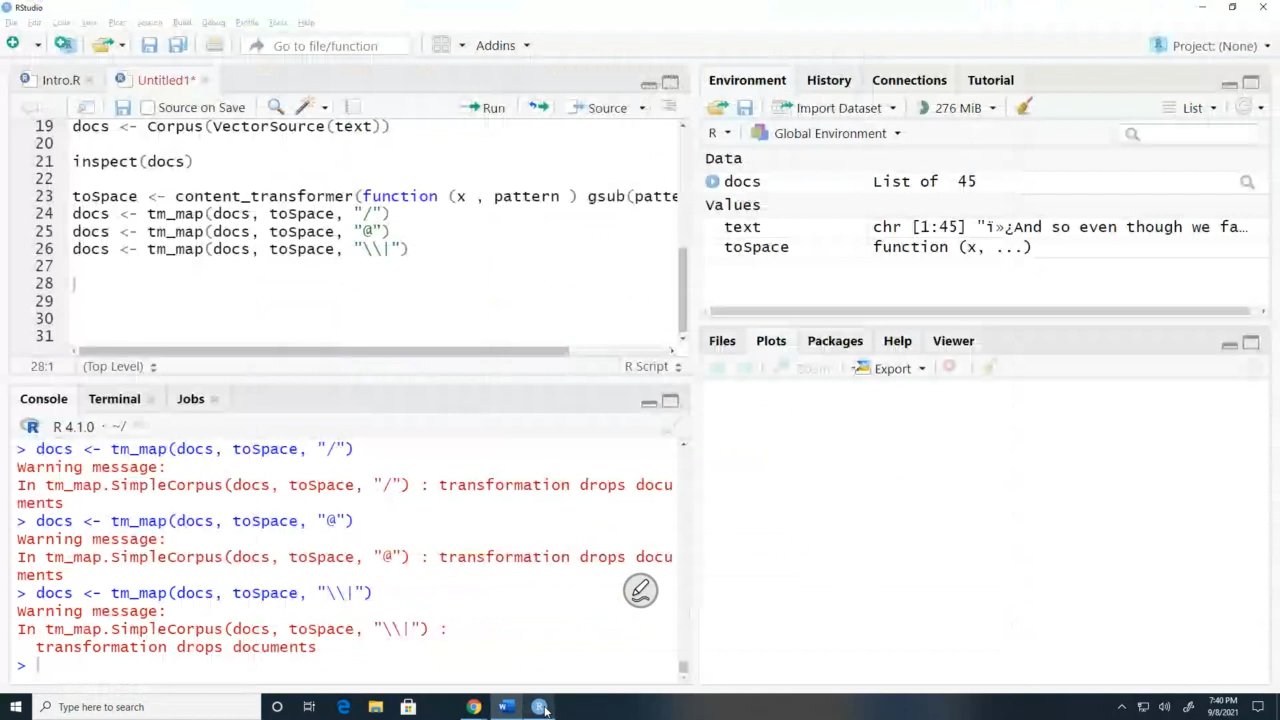 RStudio
File Edit Code View Plots Session Build Debug Profile Tools Help
Go to file/function
Addins
Project: (None)
Intro.R
Untitled1*
Source on Save
Run
Source
19 docs <- Corpus(VectorSource(text))
20
21 inspect(docs)
22
23 toSpace <- content_transformer(function (x , pattern ) gsub(patte
24 docs <- tm_map(docs, toSpace, "/")
25 docs <- tm_map(docs, toSpace, "@")
26 docs <- tm_map(docs, toSpace, "\\|")
27
28
29
30
31
28:1
(Top Level)
R Script
Console
Terminal
Jobs
R 4.1.0 · ~/
> docs <- tm_map(docs, toSpace, "/")
Warning message:
In tm_map.SimpleCorpus(docs, toSpace, "/") : transformation drops docu
ments
> docs <- tm_map(docs, toSpace, "@")
Warning message:
In tm_map.SimpleCorpus(docs, toSpace, "@") : transformation drops docu
ments
> docs <- tm_map(docs, toSpace, "\\|")
Warning message:
In tm_map.SimpleCorpus(docs, toSpace, "\\|") :
transformation drops documents
>
Environment
History
Connections
Tutorial
Import Dataset
276 MiB
List
R
Global Environment
Data
docs List of 45
Values
text chr [1:45] "ï»¿And so even though we fa…
toSpace function (x, ...)
Files
Plots
Packages
Help
Viewer
Zoom
Export
Type here to search
7:40 PM
9/8/2021